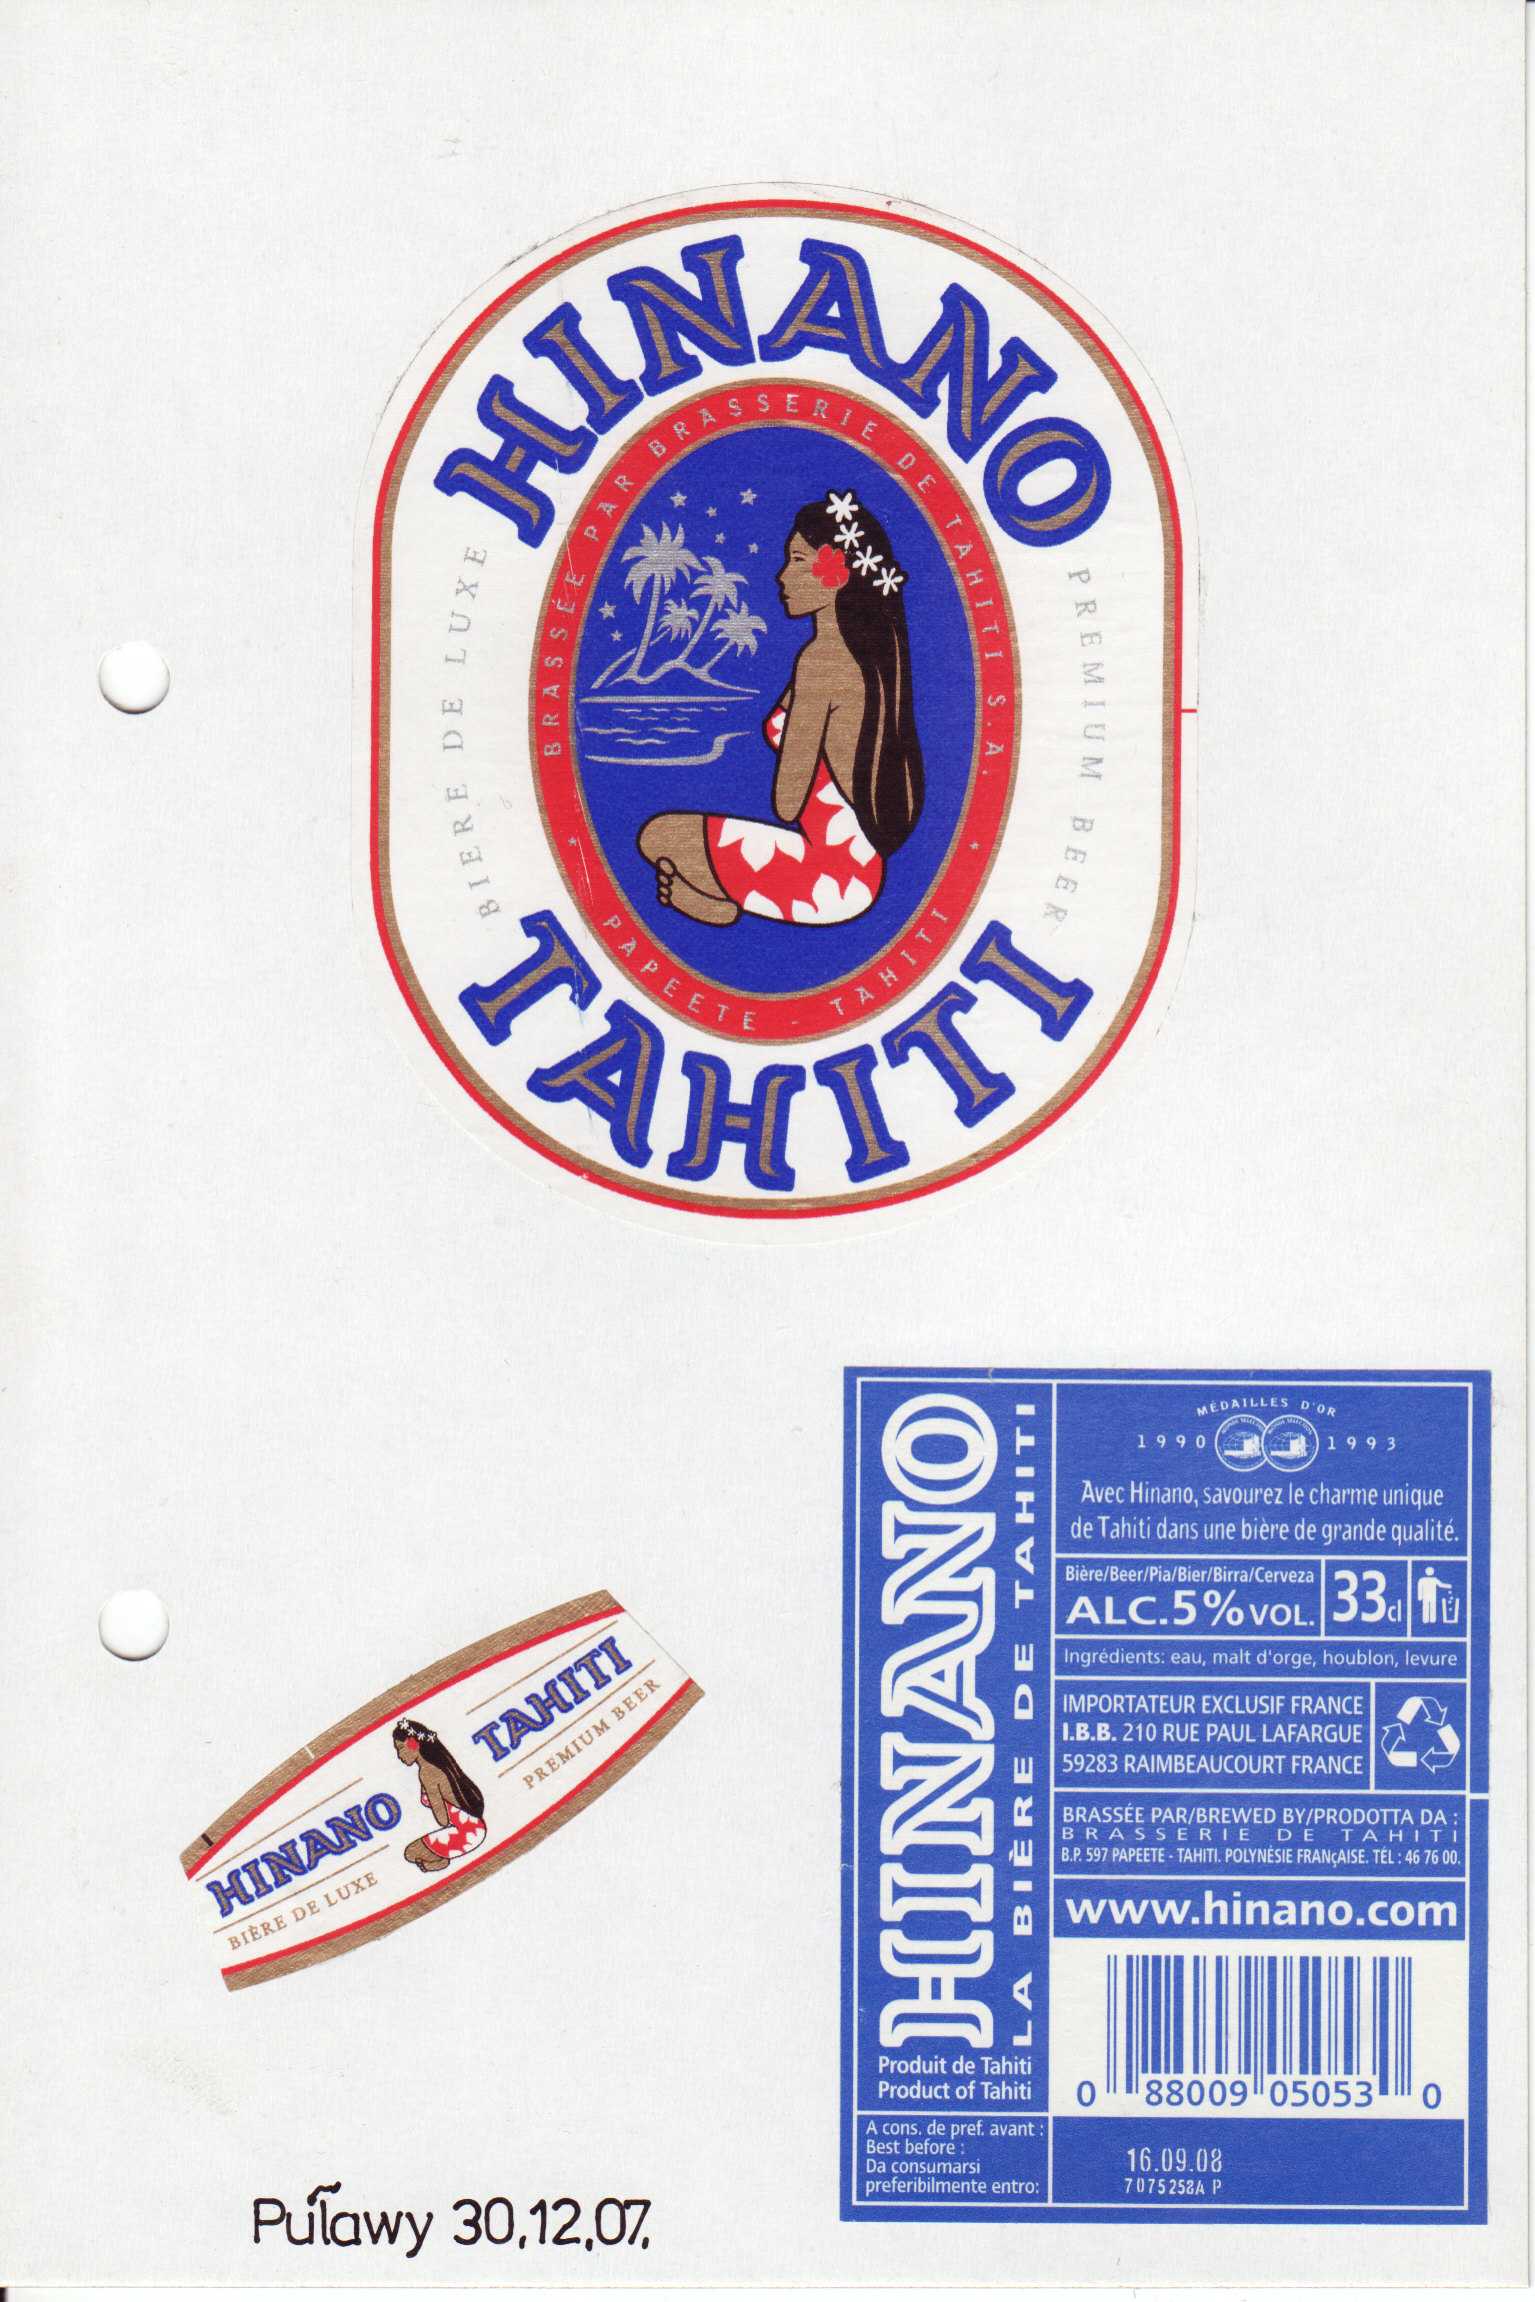 HINANO
BRASSÉE PAR BRASSERIE DE TAHITI S.A.
BIERE DE LUXE
PREMIUM BEER
* PAPEETE - TAHITI *
TAHITI
HINANO
BIÈRE DE LUXE
TAHITI
PREMIUM BEER
HINANO
LA BIÈRE DE TAHITI
Produit de Tahiti
Product of Tahiti
MÉDAILLES D'OR
1990 1993
Avec Hinano, savourez le charme unique
de Tahiti dans une bière de grande qualité.
Bière/Beer/Pia/Bier/Birra/Cerveza
ALC.5% VOL.
33cl
Ingrédients: eau, malt d'orge, houblon, levure
IMPORTATEUR EXCLUSIF FRANCE
I.B.B. 210 RUE PAUL LAFARGUE
59283 RAIMBEAUCOURT FRANCE
BRASSÉE PAR/BREWED BY/PRODOTTA DA :
BRASSERIE DE TAHITI
B.P. 597 PAPEETE - TAHITI. POLYNÉSIE FRANçAISE. TÉL : 46 76 00.
www.hinano.com
0 88009 05053 0
A cons. de pref. avant :
Best before :
Da consumarsi
preferibilmente entro:
16.09.08
7075258A P
Puławy 30.12.07.